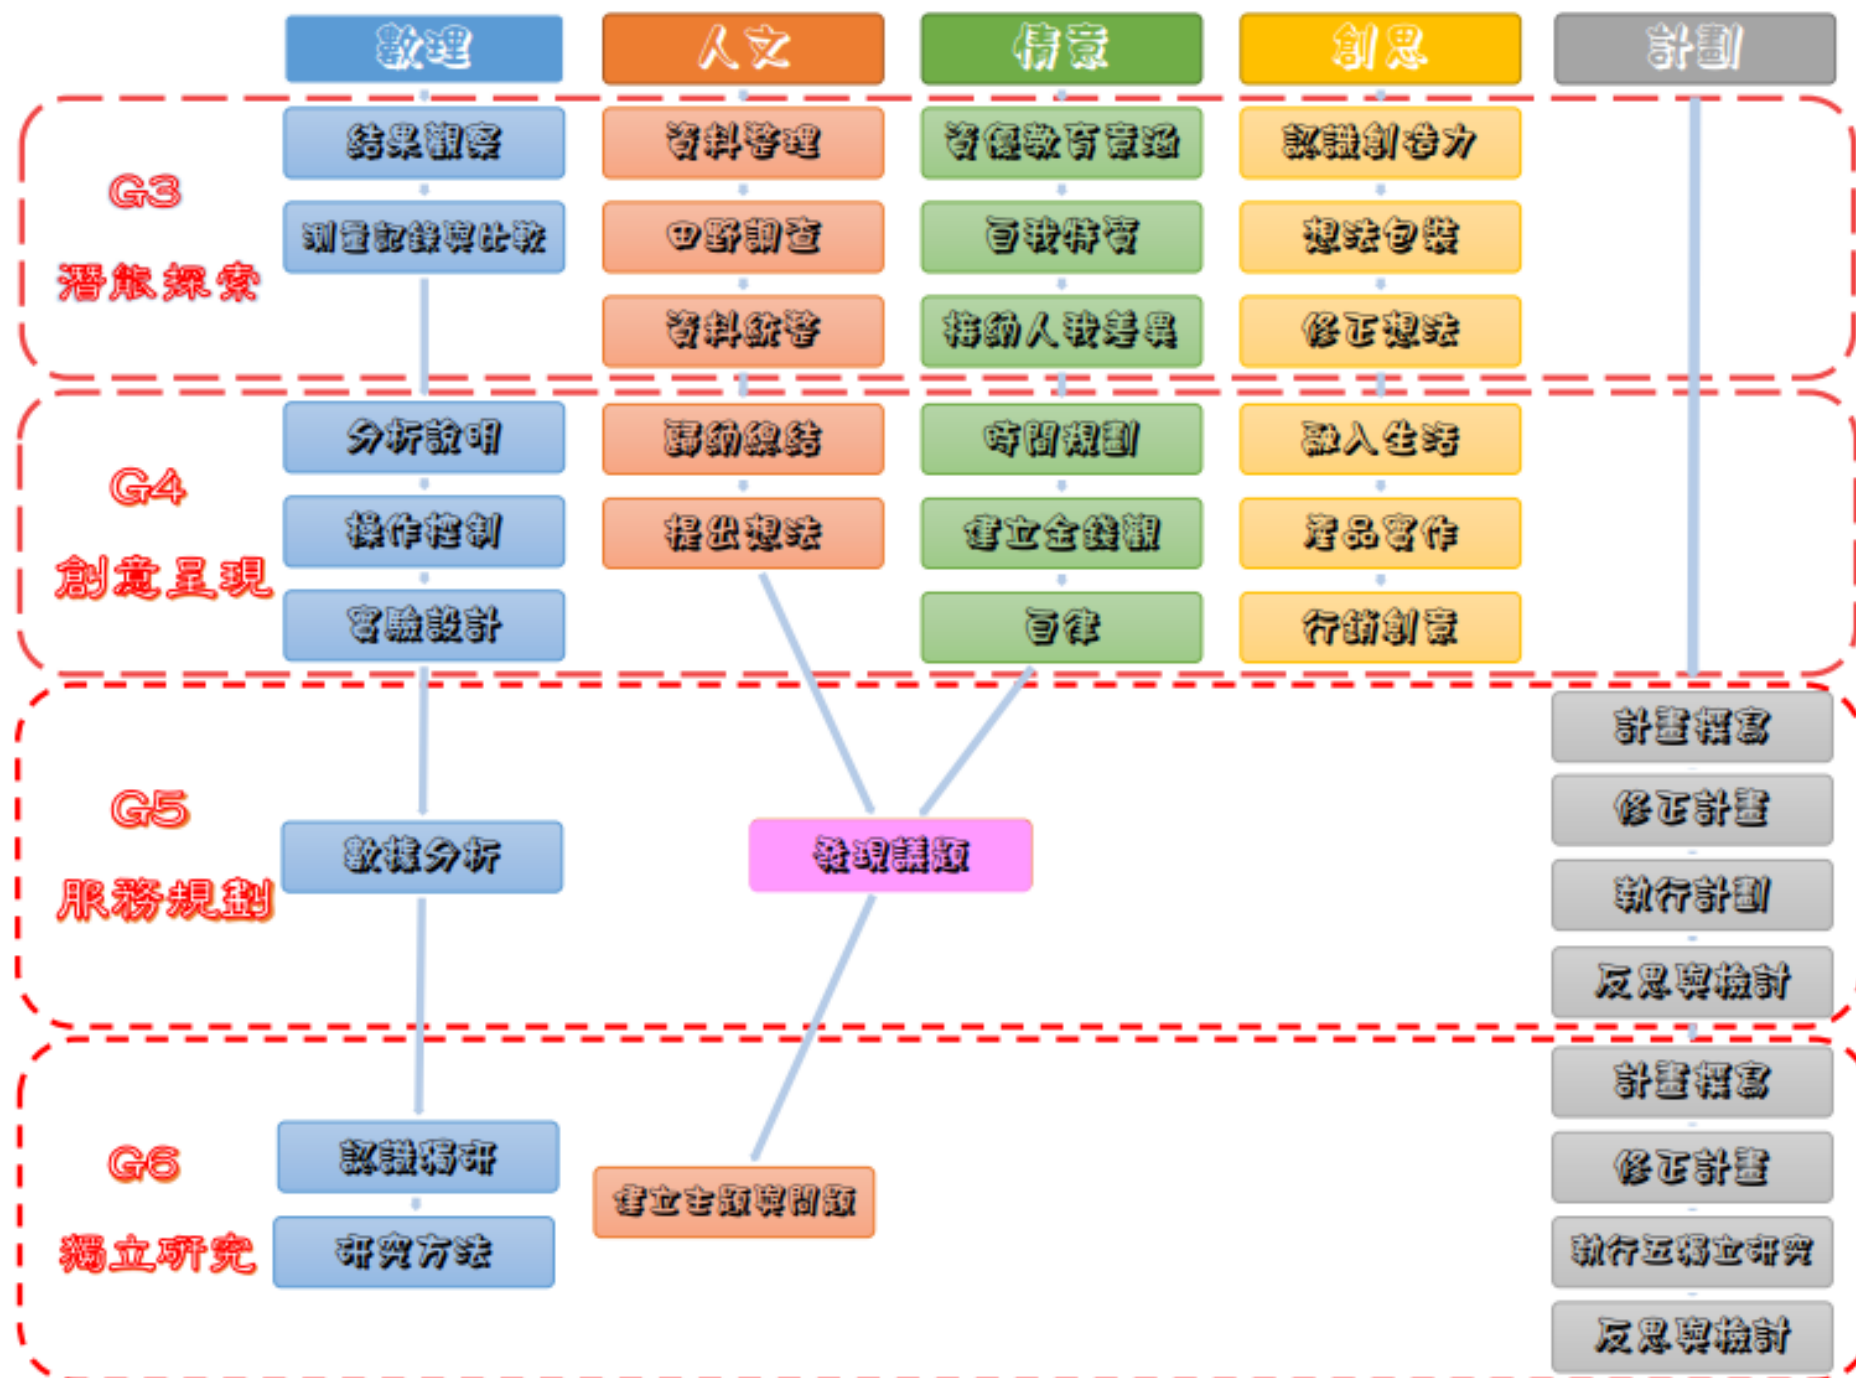 數理 人文 情意 創思 計劃
G3
潛能探索
結果觀察 資料整理 資優教育意涵 認識創造力
測量記錄與比較 田野調查 自我特質 想法包裝
資料統整 接納人我差異 修正想法
G4
創意呈現
分析說明 歸納總結 時間規劃 融入生活
操作控制 提出想法 建立金錢觀 產品實作
實驗設計 自律 行銷創意
G5
服務規劃
數據分析 發現議題
計畫撰寫
修正計畫
執行計劃
反思與檢討
G6
獨立研究
認識獨研
研究方法
建立主題與問題
計畫撰寫
修正計畫
執行五獨立研究
反思與檢討